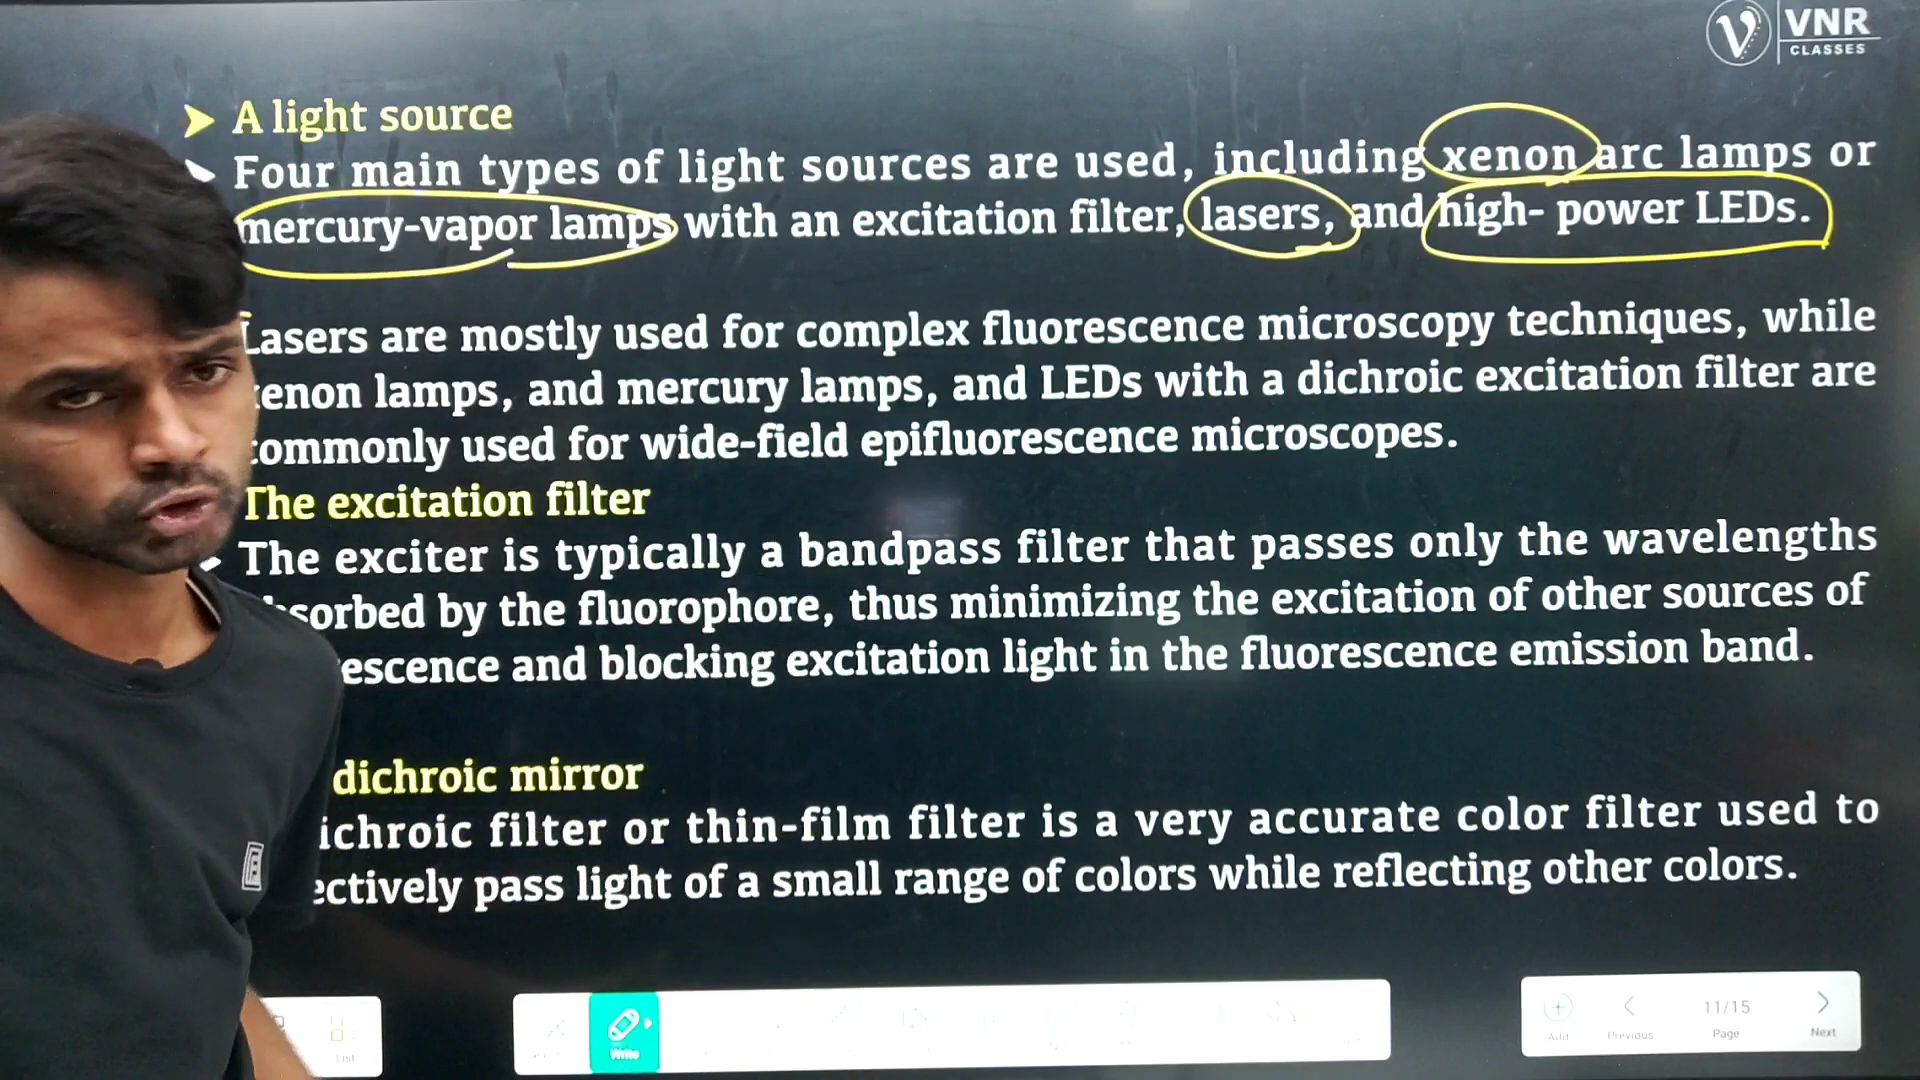 VNR
CLASSES
A light source
Four main types of light sources are used, including xenon arc lamps or
mercury-vapor lamps with an excitation filter, lasers, and high- power LEDs.
Lasers are mostly used for complex fluorescence microscopy techniques, while
xenon lamps, and mercury lamps, and LEDs with a dichroic excitation filter are
commonly used for wide-field epifluorescence microscopes.
The excitation filter
The exciter is typically a bandpass filter that passes only the wavelengths
absorbed by the fluorophore, thus minimizing the excitation of other sources of
escence and blocking excitation light in the fluorescence emission band.
dichroic mirror
ichroic filter or thin-film filter is a very accurate color filter used to
ectively pass light of a small range of colors while reflecting other colors.
List
Write
Add
Previous
11/15
Page
Next